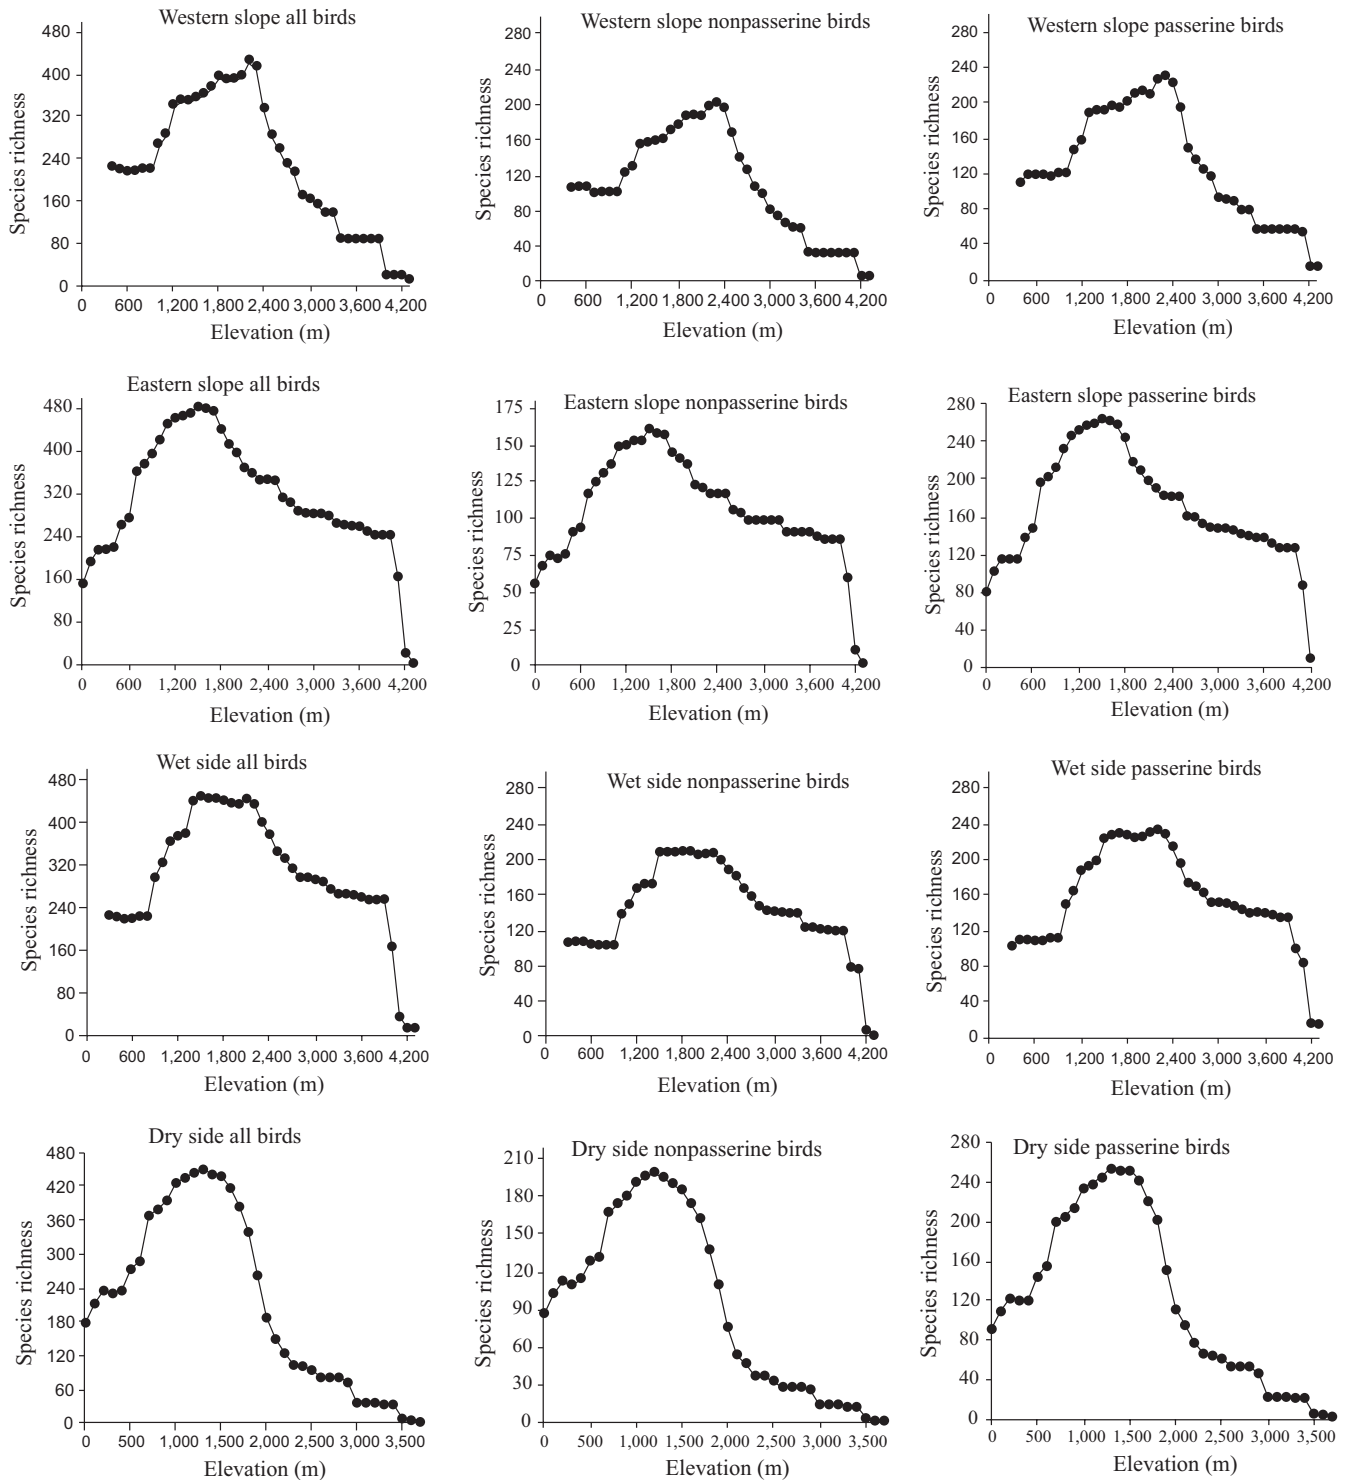 Western slope all birds
480
400
320
240
160
80
0
Species richness
0 600 1,200 1,800 2,400 3,000 3,600 4,200
Elevation (m)
Western slope nonpasserine birds
280
240
200
160
120
80
40
0
Species richness
0 600 1,200 1,800 2,400 3,000 3,600 4,200
Elevation (m)
Western slope passerine birds
280
240
200
160
120
80
40
0
Species richness
0 600 1,200 1,800 2,400 3,000 3,600 4,200
Elevation (m)
Eastern slope all birds
480
400
320
240
160
80
0
Species richness
0 600 1,200 1,800 2,400 3,000 3,600 4,200
Elevation (m)
Eastern slope nonpasserine birds
175
150
125
100
75
50
25
0
Species richness
0 600 1,200 1,800 2,400 3,000 3,600 4,200
Elevation (m)
Eastern slope passerine birds
280
240
200
160
120
80
40
0
Species richness
0 600 1,200 1,800 2,400 3,000 3,600 4,200
Elevation (m)
Wet side all birds
480
400
320
240
160
80
0
Species richness
0 600 1,200 1,800 2,400 3,000 3,600 4,200
Elevation (m)
Wet side nonpasserine birds
280
240
200
160
120
80
40
0
Species richness
0 600 1,200 1,800 2,400 3,000 3,600 4,200
Elevation (m)
Wet side passerine birds
280
240
200
160
120
80
40
0
Species richness
0 600 1,200 1,800 2,400 3,000 3,600 4,200
Elevation (m)
Dry side all birds
480
420
360
300
240
180
120
60
0
Species richness
0 500 1,000 1,500 2,000 2,500 3,000 3,500
Elevation (m)
Dry side nonpasserine birds
210
180
150
120
90
60
30
0
Species richness
0 500 1,000 1,500 2,000 2,500 3,000 3,500
Elevation (m)
Dry side passerine birds
280
240
200
160
120
80
40
0
Species richness
0 500 1,000 1,500 2,000 2,500 3,000 3,500
Elevation (m)